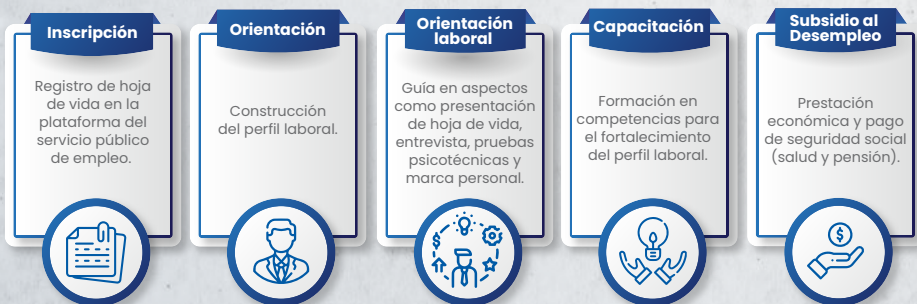 Inscripción
Registro de hoja
de vida en la
plataforma del
servicio público
de empleo.
Orientación
Construcción
del perfil laboral.
Orientación
laboral
Guía en aspectos
como presentación
de hoja de vida,
entrevista, pruebas
psicotécnicas y
marca personal.
Capacitación
Formación en
competencias para
el fortalecimiento
del perfil laboral.
Subsidio al
Desempleo
Prestación
económica y pago
de seguridad social
(salud y pensión).